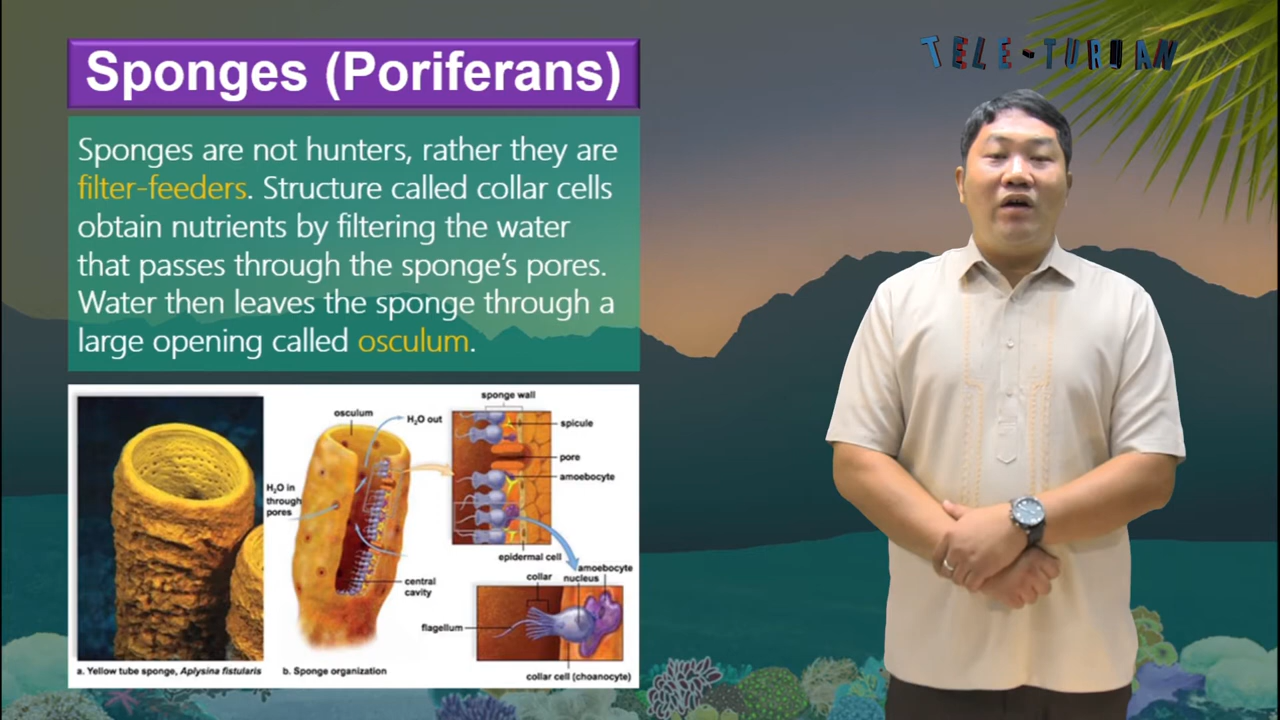 TELE-TURUAN
Sponges (Poriferans)
Sponges are not hunters, rather they are
filter-feeders. Structure called collar cells
obtain nutrients by filtering the water
that passes through the sponge's pores.
Water then leaves the sponge through a
large opening called osculum.
osculum
H₂O out
H₂O in
through
pores
central
cavity
sponge wall
spicule
pore
amoebocyte
epidermal cell
amoebocyte
nucleus
collar
flagellum
collar cell (choanocyte)
a. Yellow tube sponge, Aplysina fistularis
b. Sponge organization